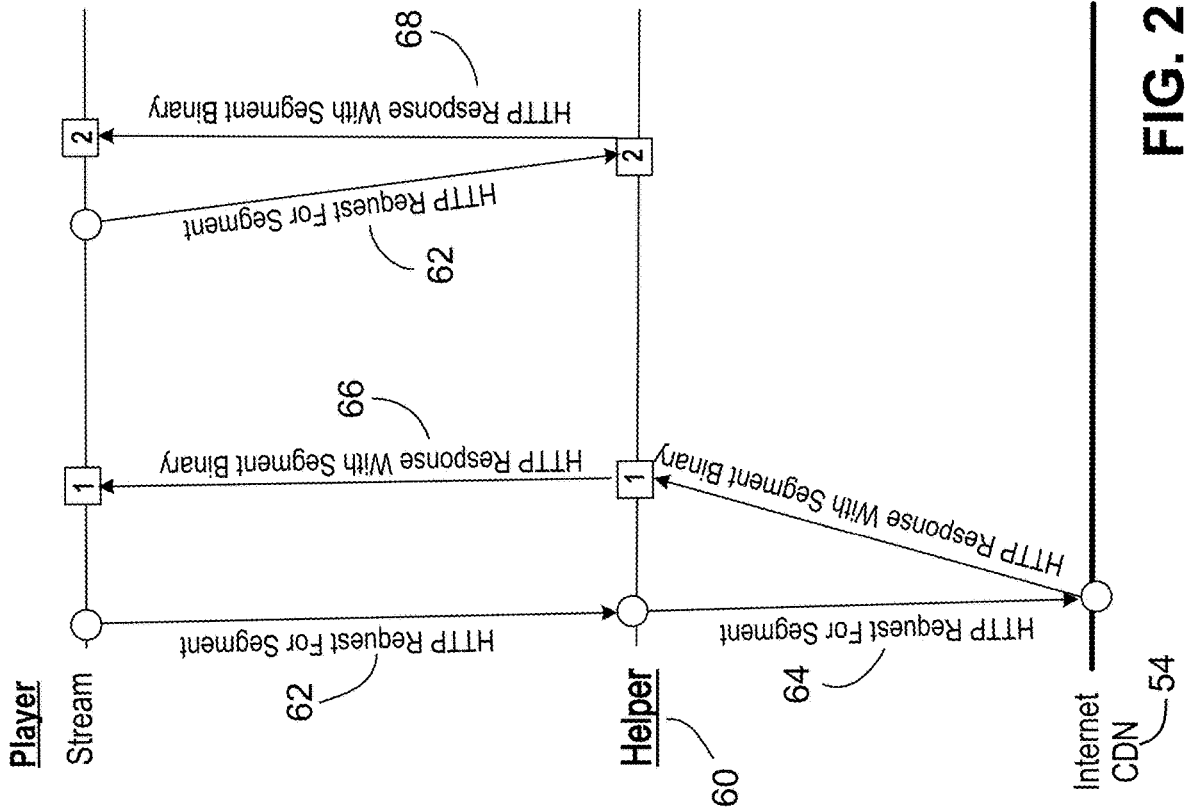 Player
Stream
HTTP Request For Segment
62
HTTP Response With Segment Binary
66
1
HTTP Request For Segment
62
HTTP Response With Segment Binary
68
2
Helper
60
1
2
HTTP Request For Segment
64
HTTP Response With Segment Binary
Internet
CDN
54
FIG. 2